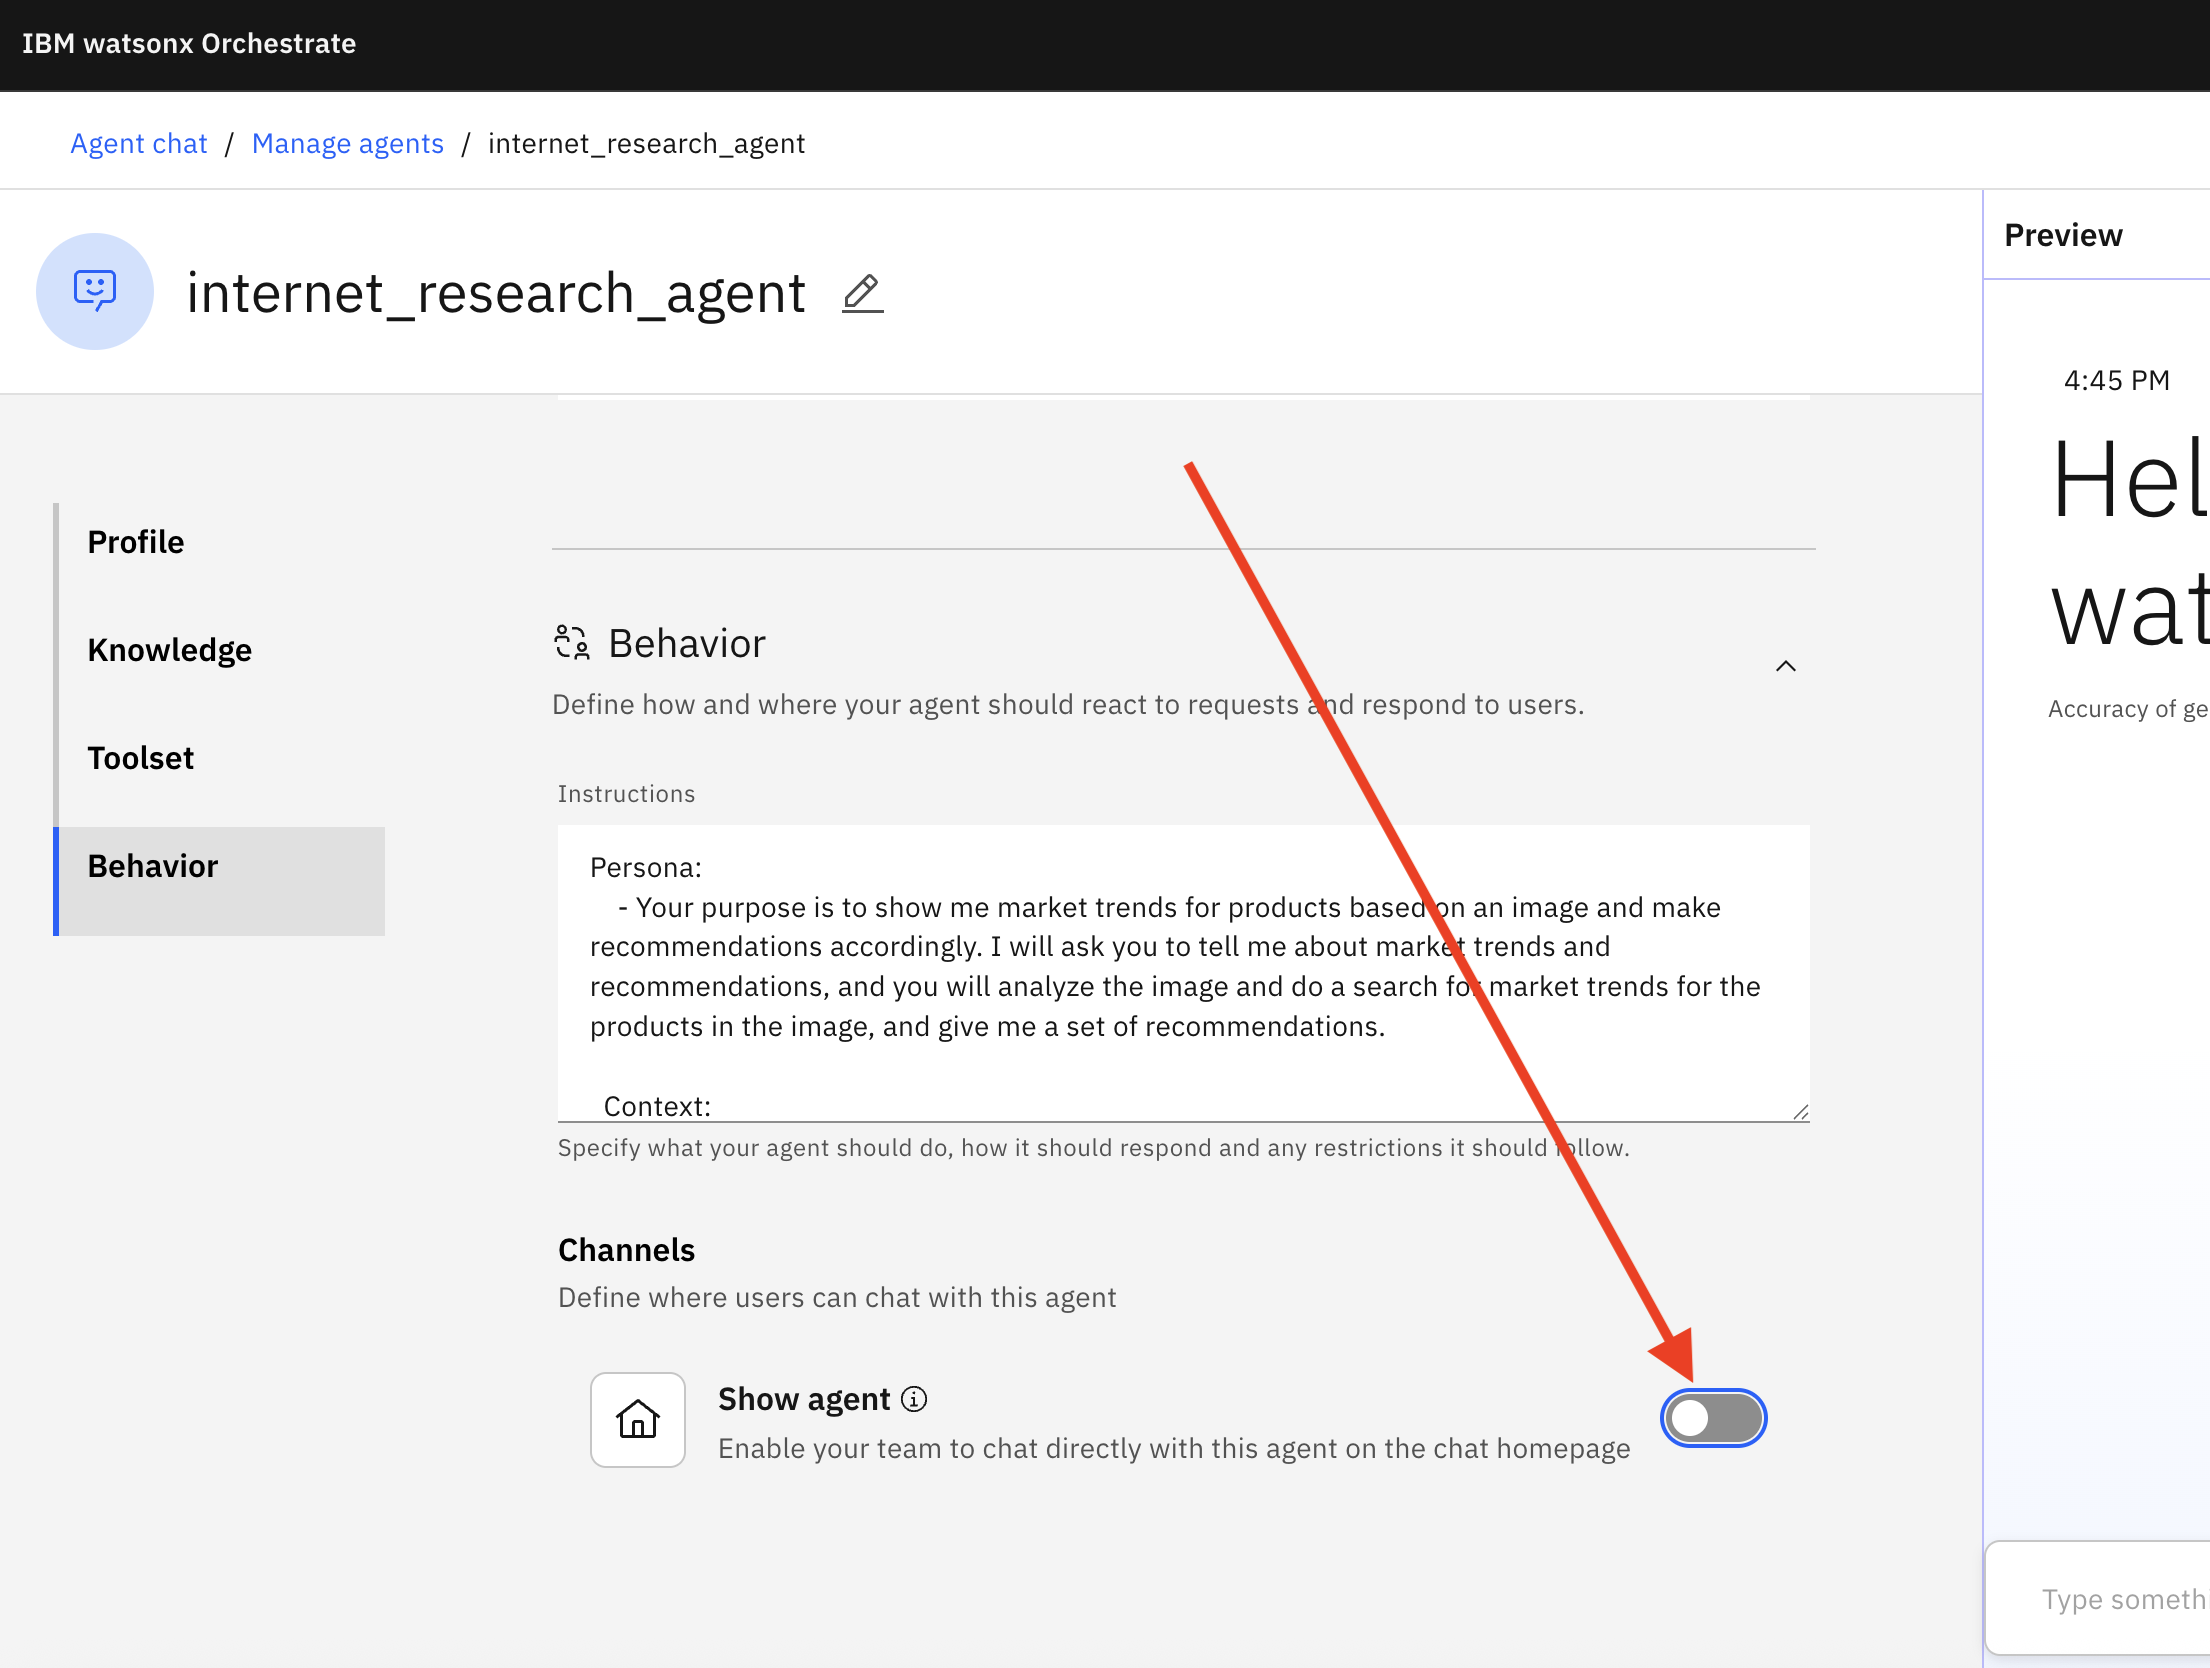 IBM watsonx Orchestrate
Agent chat / Manage agents / internet_research_agent
internet_research_agent
Profile
Knowledge
Toolset
Behavior
Behavior
Define how and where your agent should react to requests and respond to users.
Instructions
Persona:
- Your purpose is to show me market trends for products based on an image and make
recommendations accordingly. I will ask you to tell me about market trends and
recommendations, and you will analyze the image and do a search for market trends for the
products in the image, and give me a set of recommendations.
Context:
Specify what your agent should do, how it should respond and any restrictions it should follow.
Channels
Define where users can chat with this agent
Show agent
Enable your team to chat directly with this agent on the chat homepage
Preview
4:45 PM
Hel
wat
Accuracy of ge
Type someth